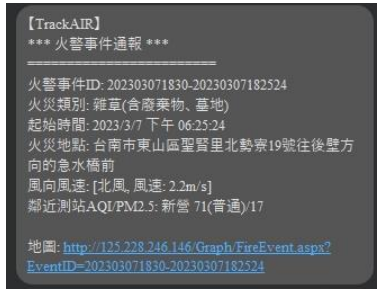 【TrackAIR】
*** 火警事件通報 ***
========================
火警事件ID: 202303071830-20230307182524
火災類別: 雜草(含廢棄物、墓地)
起始時間: 2023/3/7 下午 06:25:24
火災地點: 台南市東山區聖賢里北勢寮19號往後壁方
向的急水橋前
風向風速: [北風, 風速: 2.2m/s]
鄰近測站AQI/PM2.5: 新營 71(普通)/17
地圖: http://125.228.246.146/Graph/FireEvent.aspx?
EventID=202303071830-20230307182524